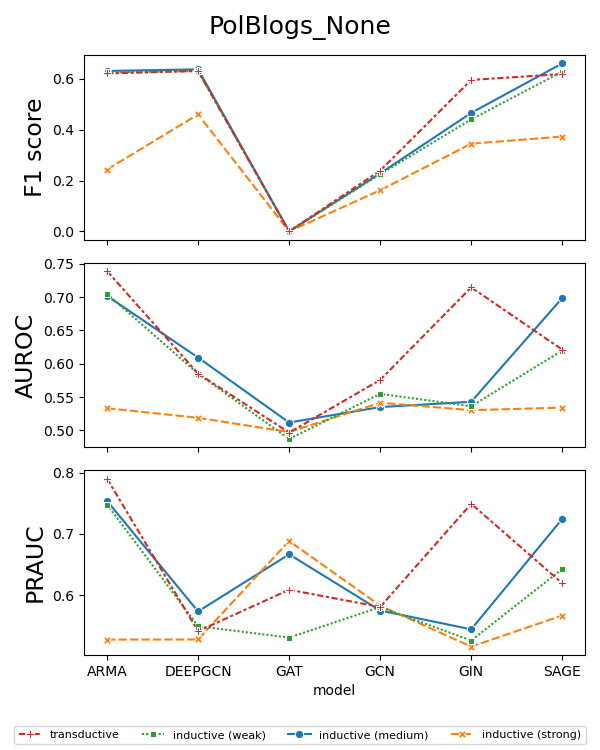 PolBlogs_None
F1 score
0.6
0.4
0.2
0.0
AUROC
0.75
0.70
0.65
0.60
0.55
0.50
PRAUC
0.8
0.7
0.6
ARMA DEEPGCN GAT GCN GIN SAGE
model
transductive inductive (weak) inductive (medium) inductive (strong)